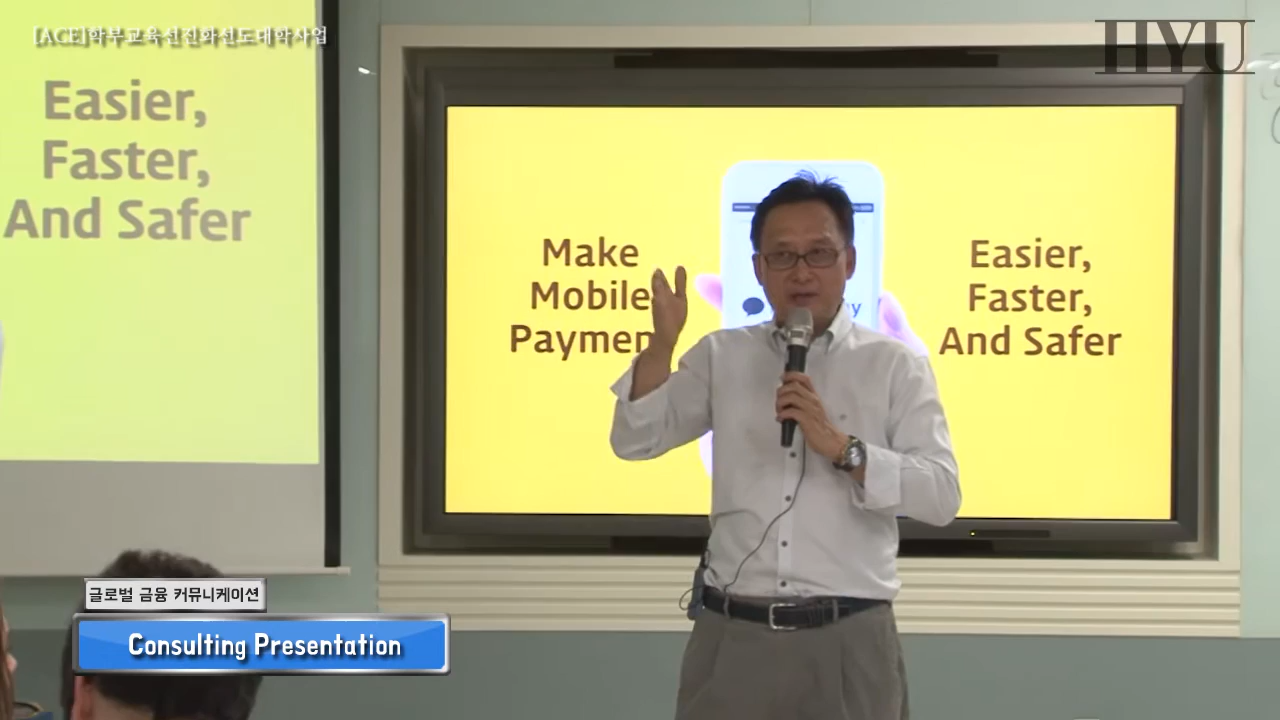 [ACE]학부교육선진화선도대학사업
HYU
Easier,
Faster,
And Safer
Make
Mobile
Paymen
Easier,
Faster,
And Safer
글로벌 금융 커뮤니케이션
Consulting Presentation